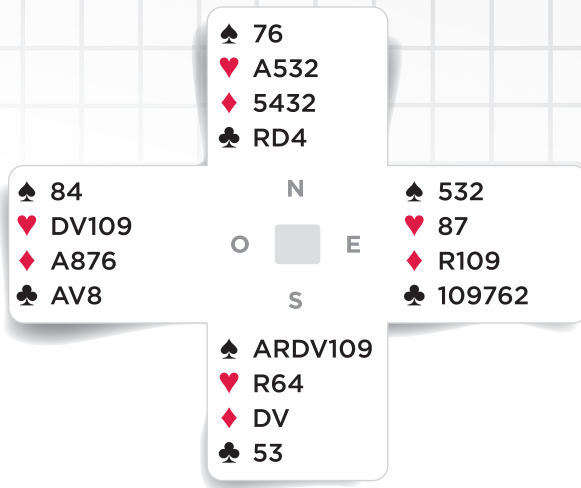 ♠ 76
♥ A532
♦ 5432
♣ RD4
♠ 84
♥ DV109
♦ A876
♣ AV8
N
O
E
S
♠ 532
♥ 87
♦ R109
♣ 109762
♠ ARDV109
♥ R64
♦ DV
♣ 53